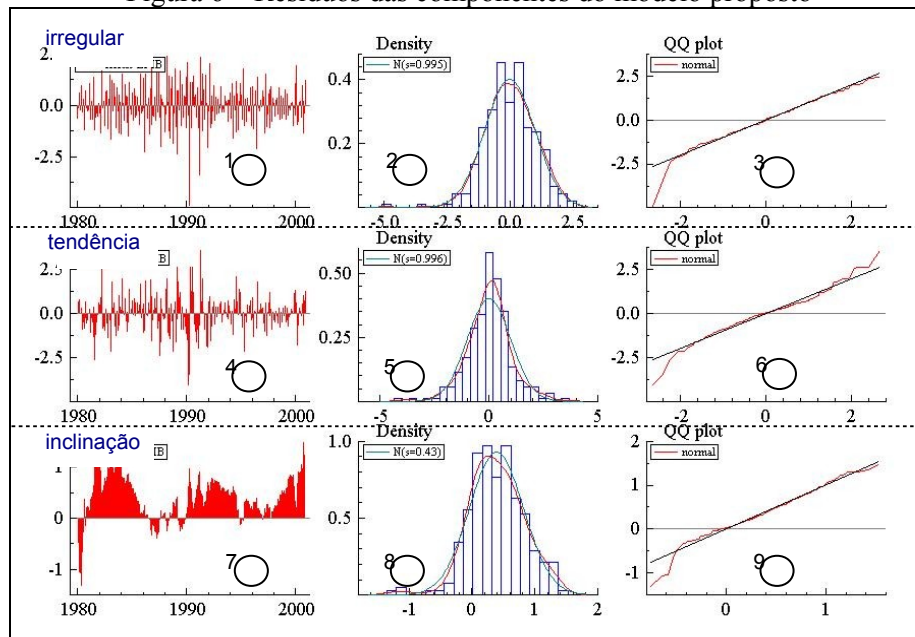 Figura 6 – Resíduos das componentes do modelo proposto
irregular
2.
B
0.0
-2.5
1
1980 1990 2000
Density
N(s=0.995)
0.4
0.2
2
-5.0 -2.5 0.0 2.5
QQ plot
normal
2.5
0.0
-2.5
3
-2 0 2
tendência
B
0.0
-2.5
4
1980 1990 2000
Density
N(s=0.996)
0.50
0.25
5
-5 0 5
QQ plot
normal
2.5
0.0
-2.5
6
-2 0 2
inclinação
B
1
0
-1
7
1980 1990 2000
Density
N(s=0.43)
1.0
0.5
8
-1 0 1 2
QQ plot
normal
2
1
0
-1
9
0 1